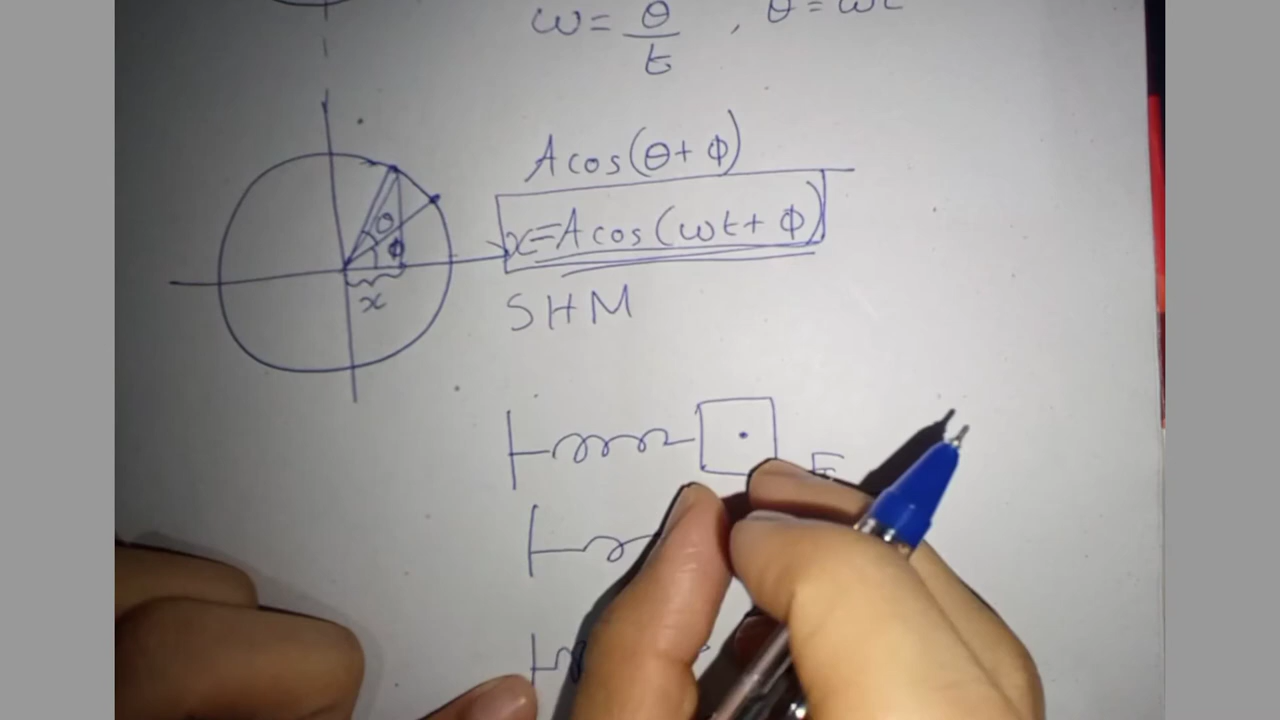 ω = θ/t , θ = ωt
A cos(θ + ϕ)
x = A cos(ωt + ϕ)
θ
ϕ
x
SHM
F